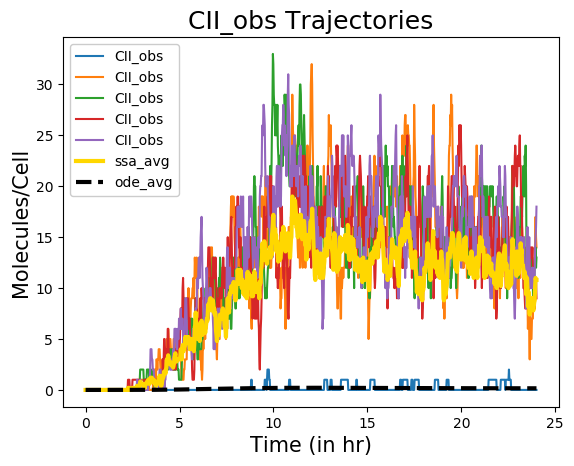 CII_obs Trajectories
Molecules/Cell
30
25
20
15
10
5
0
CII_obs
CII_obs
CII_obs
CII_obs
CII_obs
ssa_avg
ode_avg
0 5 10 15 20 25
Time (in hr)